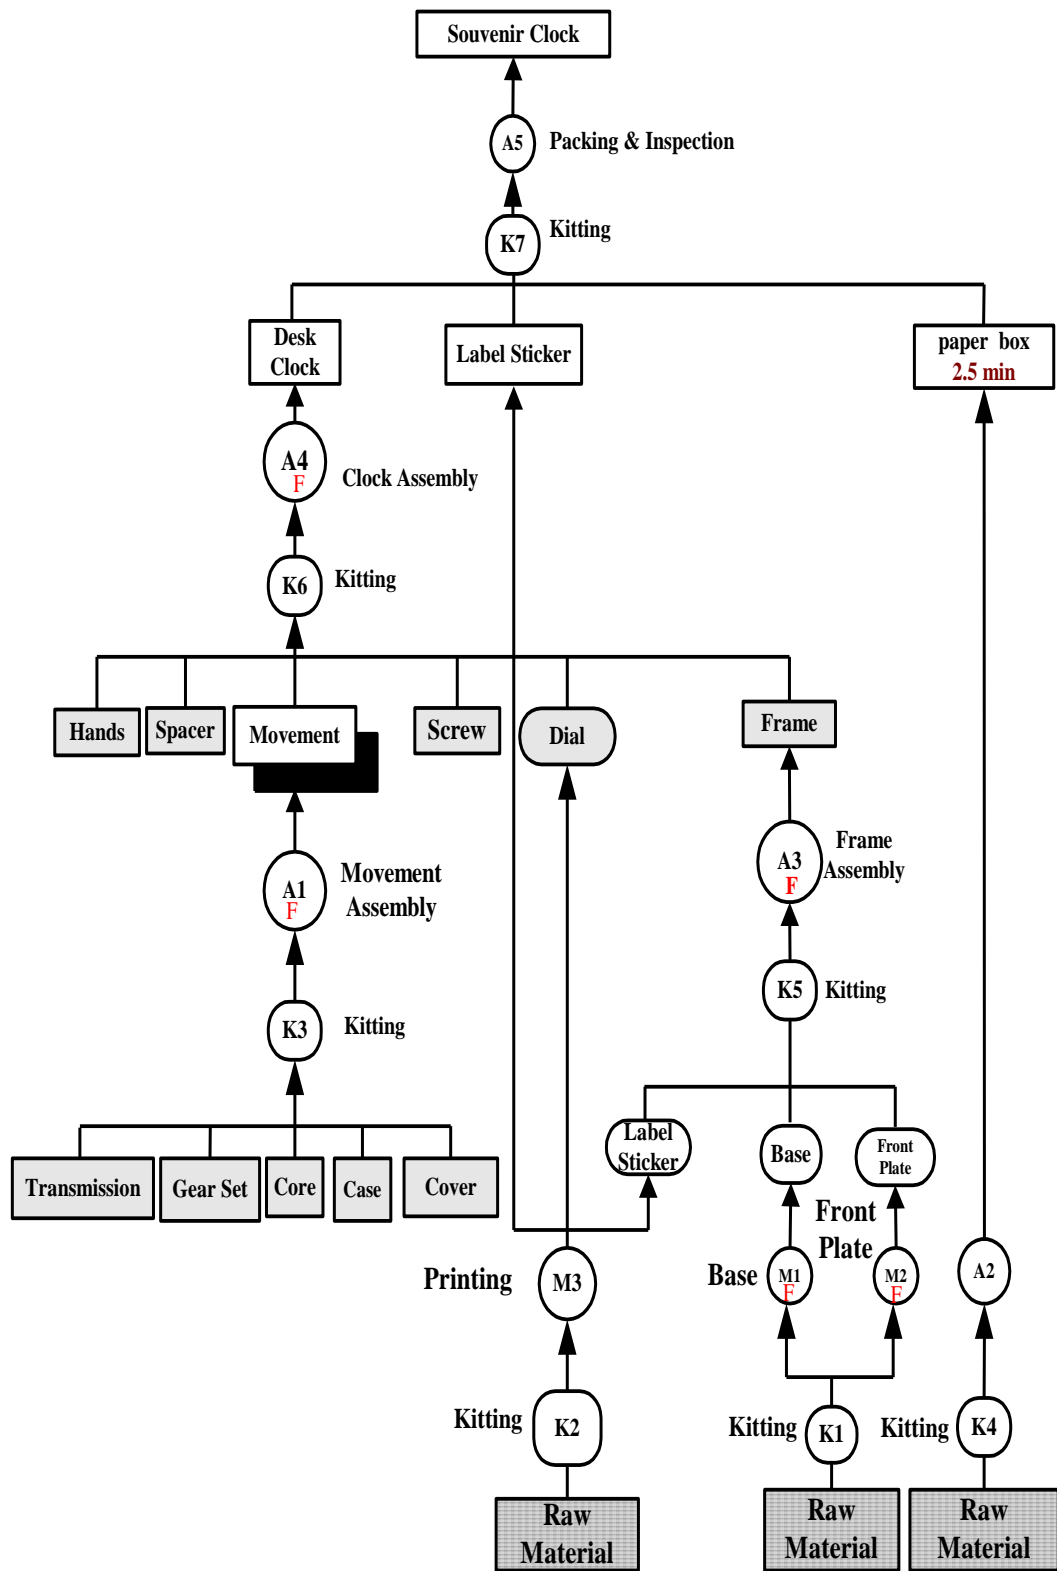 Souvenir Clock
A5
Packing & Inspection
K7
Kitting
Desk
Clock
Label Sticker
paper box
2.5 min
A4
F
Clock Assembly
K6
Kitting
Hands
Spacer
Movement
Screw
Dial
Frame
A1
F
Movement
Assembly
A3
F
Frame
Assembly
K3
Kitting
K5
Kitting
Transmission
Gear Set
Core
Case
Cover
Label
Sticker
Base
Front
Plate
Printing
M3
Base
M1
F
Front
Plate
M2
F
A2
Kitting
K2
Kitting
K1
Kitting
K4
Raw
Material
Raw
Material
Raw
Material